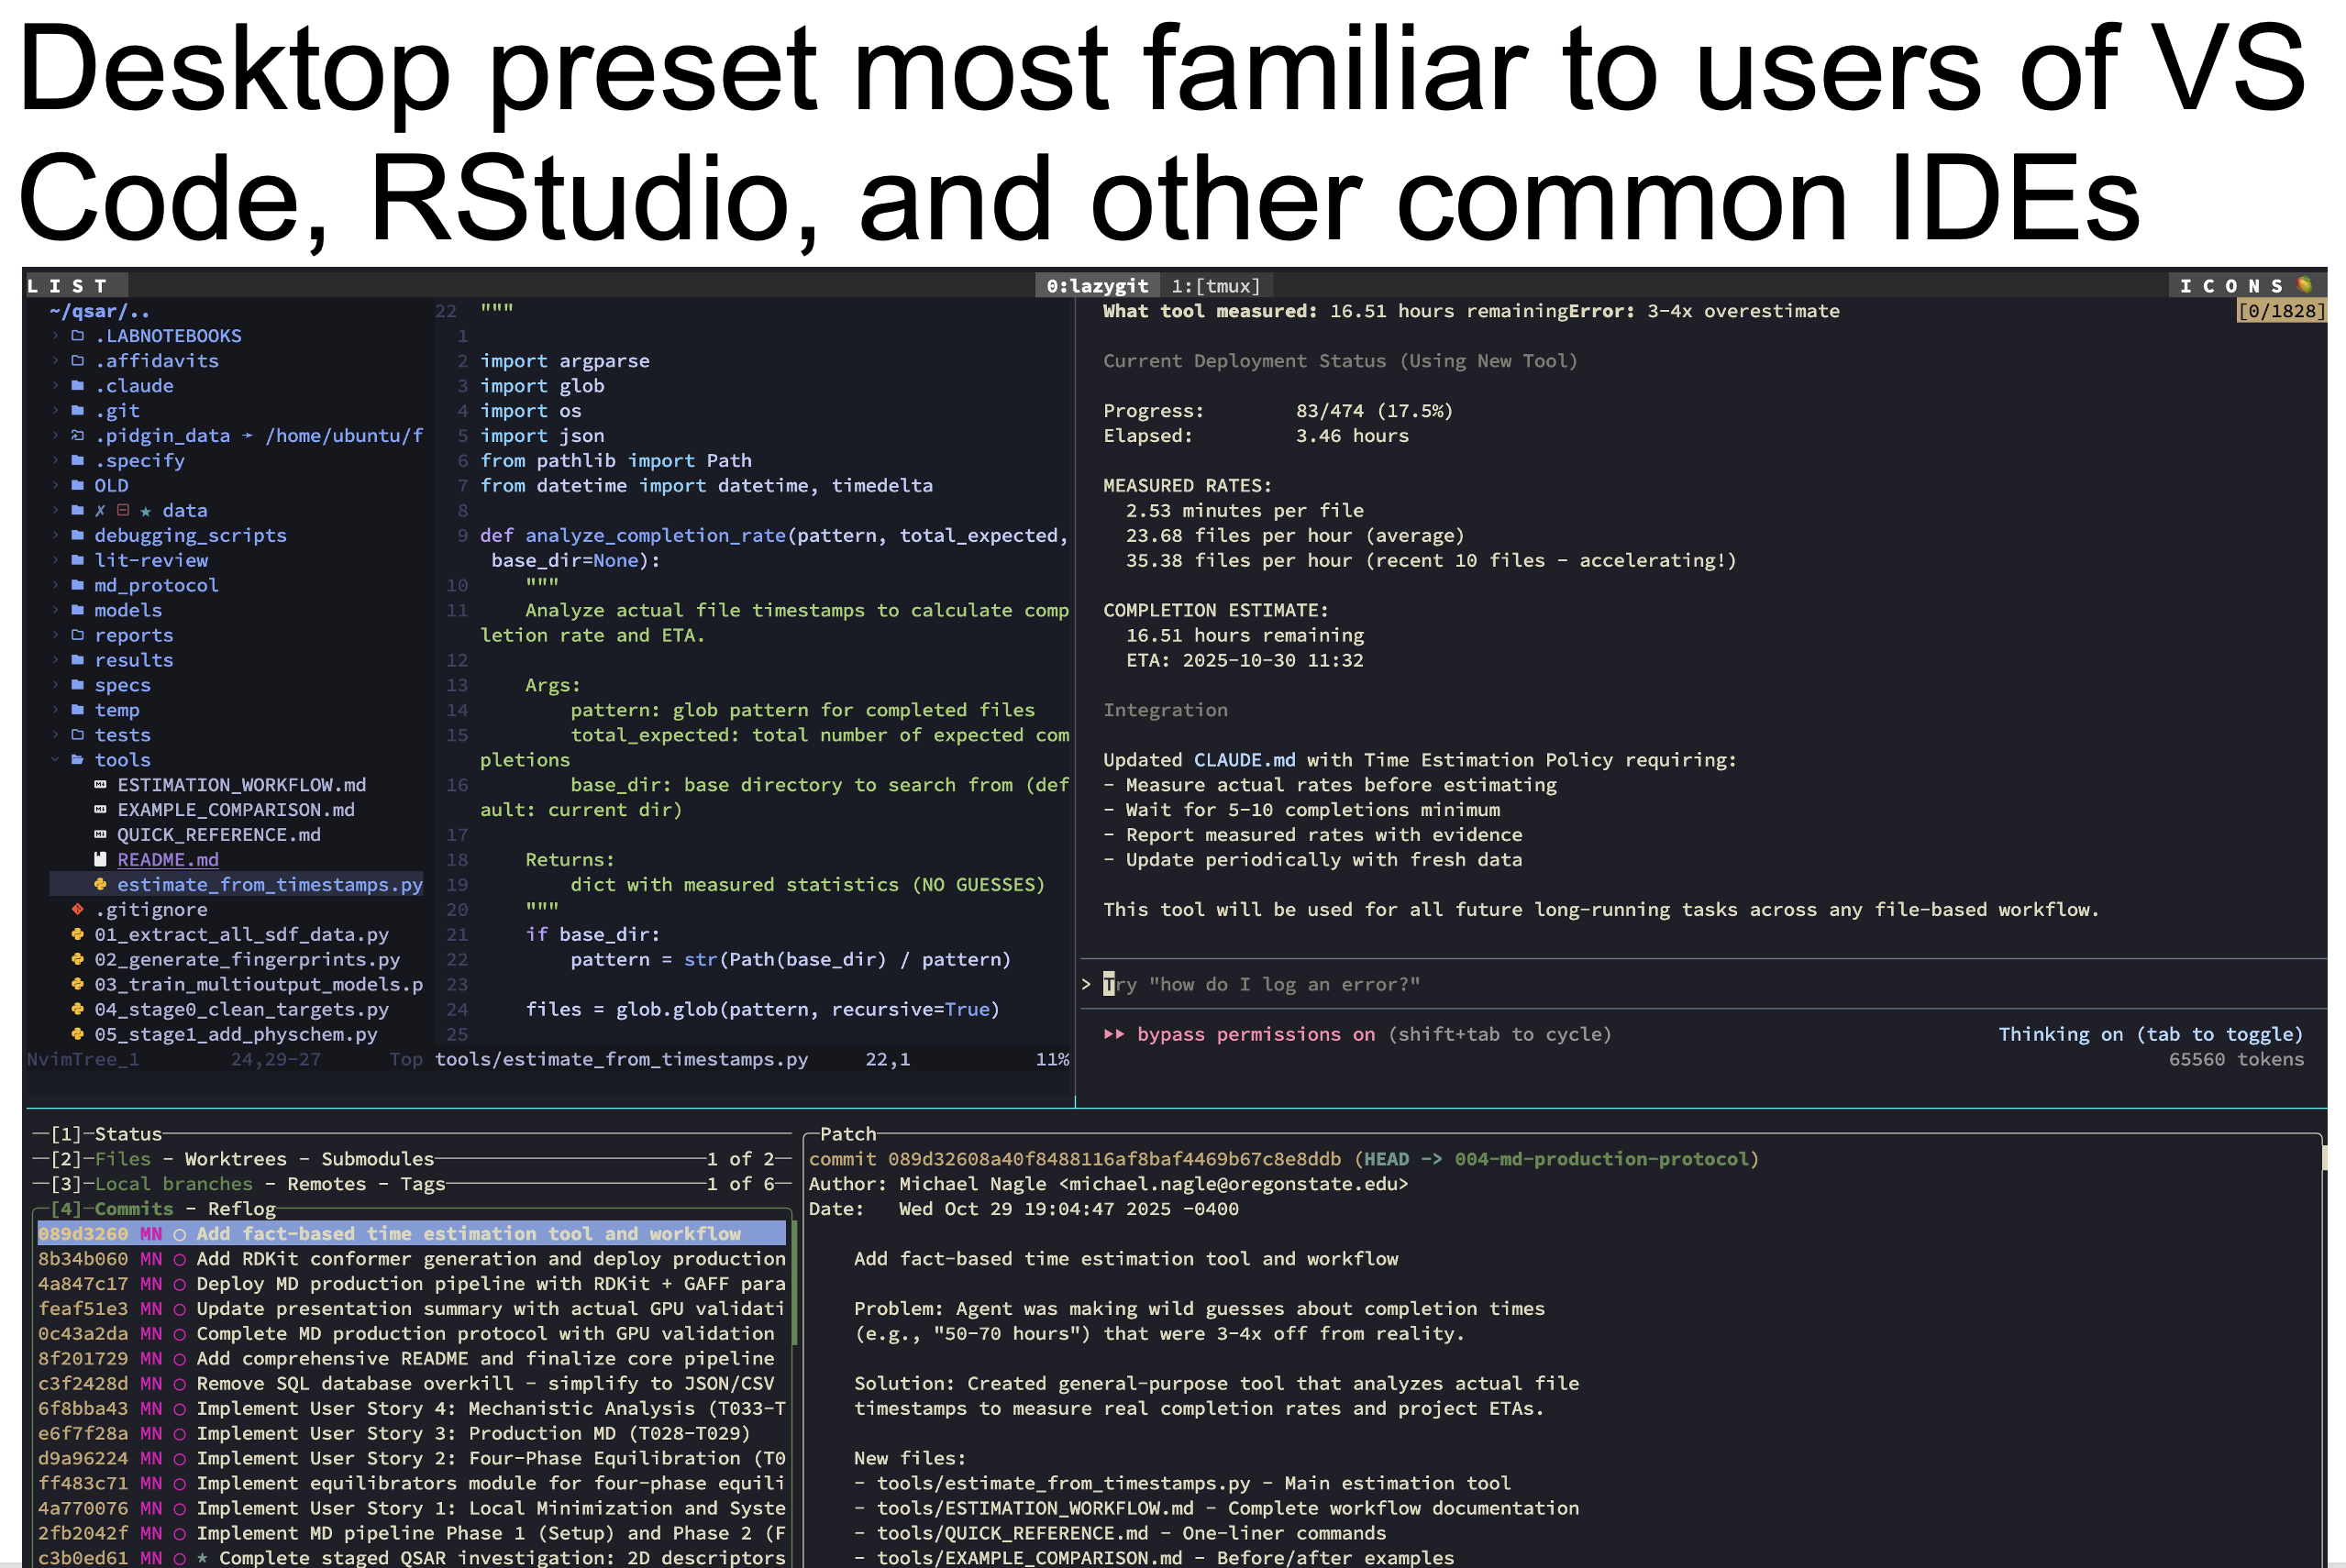 Desktop preset most familiar to users of VS
Code, RStudio, and other common IDEs
L I S T
0:lazygit 1:[tmux]
I C O N S
~/qsar/..
.LABNOTEBOOKS
.affidavits
.claude
.git
.pidgin_data → /home/ubuntu/f
.specify
OLD
✗ ★ data
debugging_scripts
lit-review
md_protocol
models
reports
results
specs
temp
tests
tools
ESTIMATION_WORKFLOW.md
EXAMPLE_COMPARISON.md
QUICK_REFERENCE.md
README.md
estimate_from_timestamps.py
.gitignore
01_extract_all_sdf_data.py
02_generate_fingerprints.py
03_train_multioutput_models.p
04_stage0_clean_targets.py
05_stage1_add_physchem.py
NvimTree_1 24,29-27 Top
22 """
1
2 import argparse
3 import glob
4 import os
5 import json
6 from pathlib import Path
7 from datetime import datetime, timedelta
8
9 def analyze_completion_rate(pattern, total_expected,
base_dir=None):
10 """
11 Analyze actual file timestamps to calculate comp
letion rate and ETA.
12
13 Args:
14 pattern: glob pattern for completed files
15 total_expected: total number of expected com
pletions
16 base_dir: base directory to search from (def
ault: current dir)
17
18 Returns:
19 dict with measured statistics (NO GUESSES)
20 """
21 if base_dir:
22 pattern = str(Path(base_dir) / pattern)
23
24 files = glob.glob(pattern, recursive=True)
25
tools/estimate_from_timestamps.py 22,1 11%
What tool measured: 16.51 hours remainingError: 3-4x overestimate
[0/1828]
Current Deployment Status (Using New Tool)
Progress: 83/474 (17.5%)
Elapsed: 3.46 hours
MEASURED RATES:
2.53 minutes per file
23.68 files per hour (average)
35.38 files per hour (recent 10 files - accelerating!)
COMPLETION ESTIMATE:
16.51 hours remaining
ETA: 2025-10-30 11:32
Integration
Updated CLAUDE.md with Time Estimation Policy requiring:
- Measure actual rates before estimating
- Wait for 5-10 completions minimum
- Report measured rates with evidence
- Update periodically with fresh data
This tool will be used for all future long-running tasks across any file-based workflow.
> Try "how do I log an error?"
bypass permissions on (shift+tab to cycle)
Thinking on (tab to toggle)
65560 tokens
[1]-Status
[2]-Files - Worktrees - Submodules 1 of 2
[3]-Local branches - Remotes - Tags 1 of 6
[4]-Commits - Reflog
089d3260 MN ○ Add fact-based time estimation tool and workflow
8b34b060 MN ○ Add RDKit conformer generation and deploy production
4a847c17 MN ○ Deploy MD production pipeline with RDKit + GAFF para
feaf51e3 MN ○ Update presentation summary with actual GPU validati
0c43a2da MN ○ Complete MD production protocol with GPU validation
8f201729 MN ○ Add comprehensive README and finalize core pipeline
c3f2428d MN ○ Remove SQL database overkill - simplify to JSON/CSV
6f8bba43 MN ○ Implement User Story 4: Mechanistic Analysis (T033-T
e6f7f28a MN ○ Implement User Story 3: Production MD (T028-T029)
d9a96224 MN ○ Implement User Story 2: Four-Phase Equilibration (T0
ff483c71 MN ○ Implement equilibrators module for four-phase equili
4a770076 MN ○ Implement User Story 1: Local Minimization and Syste
2fb2042f MN ○ Implement MD pipeline Phase 1 (Setup) and Phase 2 (F
c3b0ed61 MN ○ ★ Complete staged QSAR investigation: 2D descriptors
Patch
commit 089d32608a40f8488116af8baf4469b67c8e8ddb (HEAD -> 004-md-production-protocol)
Author: Michael Nagle <michael.nagle@oregonstate.edu>
Date: Wed Oct 29 19:04:47 2025 -0400
Add fact-based time estimation tool and workflow
Problem: Agent was making wild guesses about completion times
(e.g., "50-70 hours") that were 3-4x off from reality.
Solution: Created general-purpose tool that analyzes actual file
timestamps to measure real completion rates and project ETAs.
New files:
- tools/estimate_from_timestamps.py - Main estimation tool
- tools/ESTIMATION_WORKFLOW.md - Complete workflow documentation
- tools/QUICK_REFERENCE.md - One-liner commands
- tools/EXAMPLE_COMPARISON.md - Before/after examples